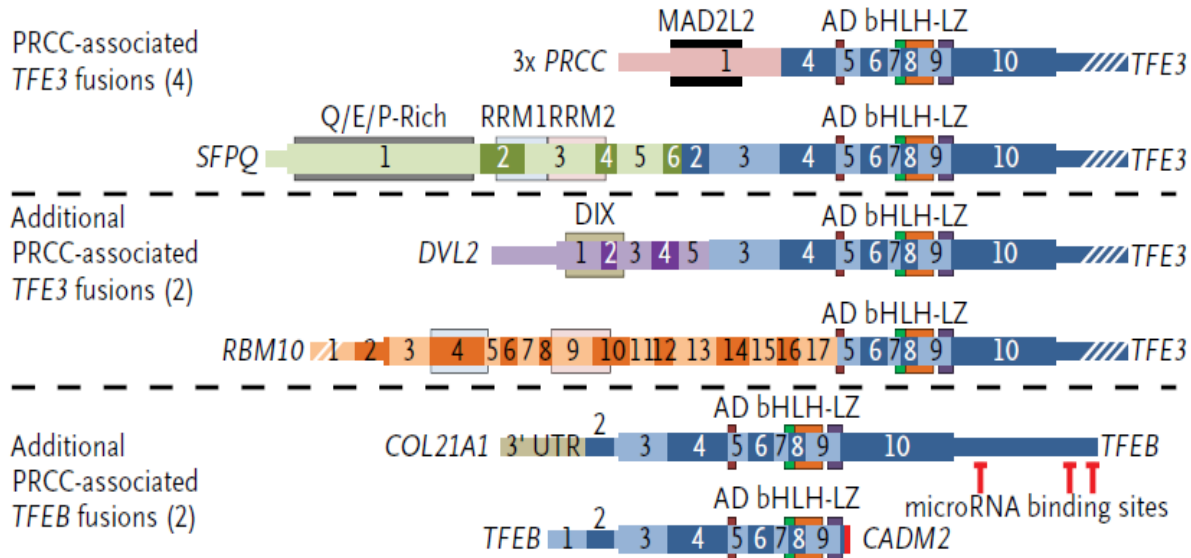 PRCC-associated
TFE3 fusions (4)
MAD2L2
AD bHLH-LZ
3x PRCC 1 4 5 6 7 8 9 10 TFE3
Q/E/P-Rich RRM1RRM2 AD bHLH-LZ
SFPQ 1 2 3 4 5 6 2 3 4 5 6 7 8 9 10 TFE3
Additional
PRCC-associated
TFE3 fusions (2)
DIX AD bHLH-LZ
DVL2 1 2 3 4 5 3 4 5 6 7 8 9 10 TFE3
AD bHLH-LZ
RBM10 1 2 3 4 5 6 7 8 9 10 11 12 13 14 15 16 17 5 6 7 8 9 10 TFE3
Additional
PRCC-associated
TFEB fusions (2)
2 AD bHLH-LZ
COL21A1 3' UTR 3 4 5 6 7 8 9 10 TFEB
microRNA binding sites
2 AD bHLH-LZ
TFEB 1 3 4 5 6 7 8 9 CADM2